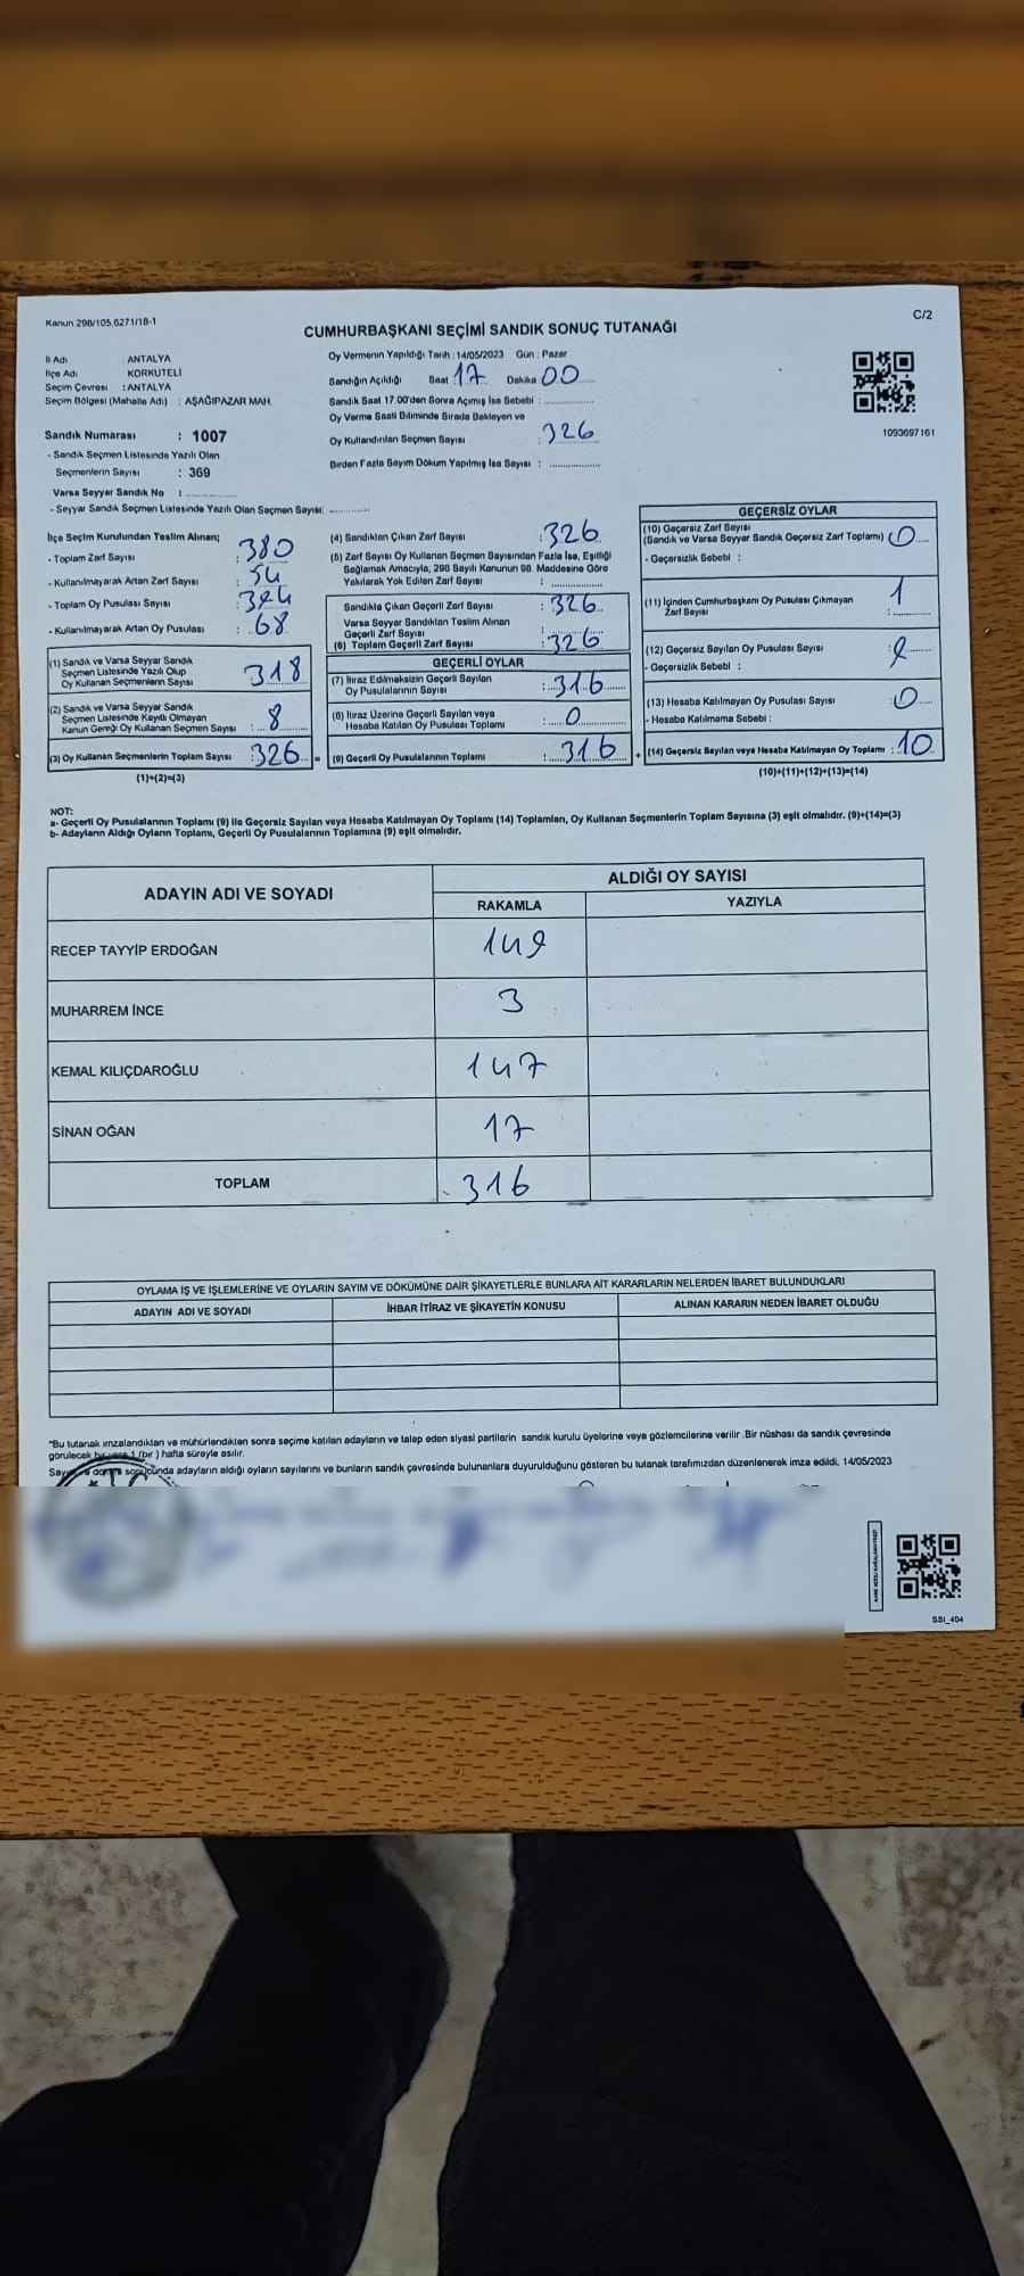 Kanun 298/105,6271/18-1
C/2
CUMHURBAŞKANI SEÇİMİ SANDIK SONUÇ TUTANAĞI
İl Adı : ANTALYA
İlçe Adı : KORKUTELİ
Seçim Çevresi : ANTALYA
Seçim Bölgesi (Mahalle Adı) : AŞAĞIPAZAR MAH.
Sandık Numarası : 1007
- Sandık Seçmen Listesinde Yazılı Olan
Seçmenlerin Sayısı : 369
Varsa Seyyar Sandık No :
- Seyyar Sandık Seçmen Listesinde Yazılı Olan Seçmen Sayısı:
Oy Vermenin Yapıldığı Tarih : 14/05/2023 Gün : Pazar
Sandığın Açıldığı Saat 17 Dakika 00
Sandık Saat 17.00'den Sonra Açılmış İse Sebebi :
Oy Verme Saati Bitiminde Sırada Bekleyen ve
Oy Kullandırılan Seçmen Sayısı : 326
Birden Fazla Sayım Döküm Yapılmış İse Sayısı :
1093697161
İlçe Seçim Kurulundan Teslim Alınan;
- Toplam Zarf Sayısı : 380
- Kullanılmayarak Artan Zarf Sayısı : 54
- Toplam Oy Pusulası Sayısı : 394
- Kullanılmayarak Artan Oy Pusulası : 68
(1) Sandık ve Varsa Seyyar Sandık
Seçmen Listesinde Yazılı Olup
Oy Kullanan Seçmenlerin Sayısı : 318
(2) Sandık ve Varsa Seyyar Sandık
Seçmen Listesinde Kayıtlı Olmayan
Kanun Gereği Oy Kullanan Seçmen Sayısı : 8
(3) Oy Kullanan Seçmenlerin Toplam Sayısı : 326 =
(1)+(2)=(3)
(4) Sandıktan Çıkan Zarf Sayısı : 326
(5) Zarf Sayısı Oy Kullanan Seçmen Sayısından Fazla İse, Eşitliği
Sağlamak Amacıyla, 298 Sayılı Kanunun 98. Maddesine Göre
Yakılarak Yok Edilen Zarf Sayısı :
Sandıkta Çıkan Geçerli Zarf Sayısı : 326
Varsa Seyyar Sandıktan Teslim Alınan
Geçerli Zarf Sayısı :
(6) Toplam Geçerli Zarf Sayısı : 326
GEÇERLİ OYLAR
(7) İtiraz Edilmeksizin Geçerli Sayılan
Oy Pusulalarının Sayısı : 316
(8) İtiraz Üzerine Geçerli Sayılan veya
Hesaba Katılan Oy Pusulası Toplamı : 0
(9) Geçerli Oy Pusulalarının Toplamı : 316 +
GEÇERSİZ OYLAR
(10) Geçersiz Zarf Sayısı
(Sandık ve Varsa Seyyar Sandık Geçersiz Zarf Toplamı) : 0
- Geçersizlik Sebebi :
(11) İçinden Cumhurbaşkanı Oy Pusulası Çıkmayan
Zarf Sayısı : 1
(12) Geçersiz Sayılan Oy Pusulası Sayısı : 9
- Geçersizlik Sebebi :
(13) Hesaba Katılmayan Oy Pusulası Sayısı : 0
- Hesaba Katılmama Sebebi :
(14) Geçersiz Sayılan veya Hesaba Katılmayan Oy Toplamı : 10
(10)+(11)+(12)+(13)=(14)
NOT:
a- Geçerli Oy Pusulalarının Toplamı (9) ile Geçersiz Sayılan veya Hesaba Katılmayan Oy Toplamı (14) Toplamları, Oy Kullanan Seçmenlerin Toplam Sayısına (3) eşit olmalıdır. (9)+(14)=(3)
b- Adayların Aldığı Oyların Toplamı, Geçerli Oy Pusulalarının Toplamına (9) eşit olmalıdır.
ADAYIN ADI VE SOYADI ALDIĞI OY SAYISI
RAKAMLA YAZIYLA
RECEP TAYYİP ERDOĞAN 149
MUHARREM İNCE 3
KEMAL KILIÇDAROĞLU 147
SİNAN OĞAN 17
TOPLAM 316
OYLAMA İŞ VE İŞLEMLERİNE VE OYLARIN SAYIM VE DÖKÜMÜNE DAİR ŞİKAYETLERLE BUNLARA AİT KARARLARIN NELERDEN İBARET BULUNDUKLARI
ADAYIN ADI VE SOYADI İHBAR İTİRAZ VE ŞİKAYETİN KONUSU ALINAN KARARIN NEDEN İBARET OLDUĞU
*Bu tutanak imzalandıktan ve mühürlendikten sonra seçime katılan adayların ve talep eden siyasi partilerin sandık kurulu üyelerine veya gözlemcilerine verilir. Bir nüshası da sandık çevresinde
görülecek bir yere 1 (bir) hafta süreyle asılır.
sonucunda adayların aldığı oyların sayılarını ve bunların sandık çevresinde bulunanlara duyurulduğunu gösteren bu tutanak tarafımızdan düzenlenerek imza edildi. 14/05/2023
SSI_404